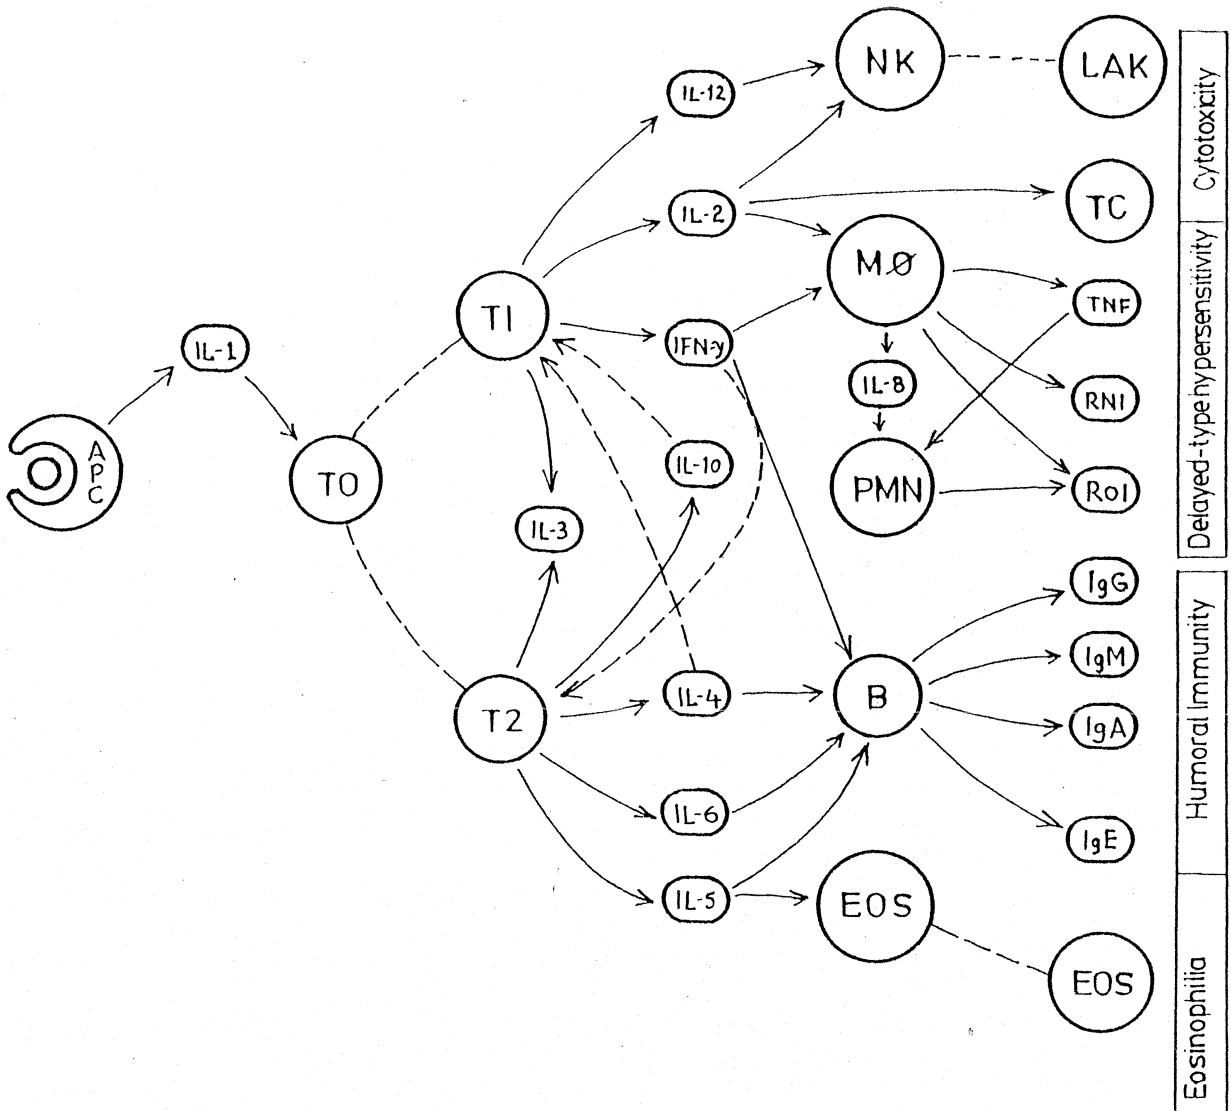 NK
LAK
IL-12
IL-2
TC
MØ
T1
TNF
IFN-γ
IL-1
IL-8
RNI
APC
T0
IL-10
PMN
RoI
IL-3
IgG
IgM
IL-4
B
T2
IgA
IL-6
IgE
IL-5
EOS
EOS
Cytotoxicity
Delayed-type hypersensitivity
Humoral Immunity
Eosinophilia